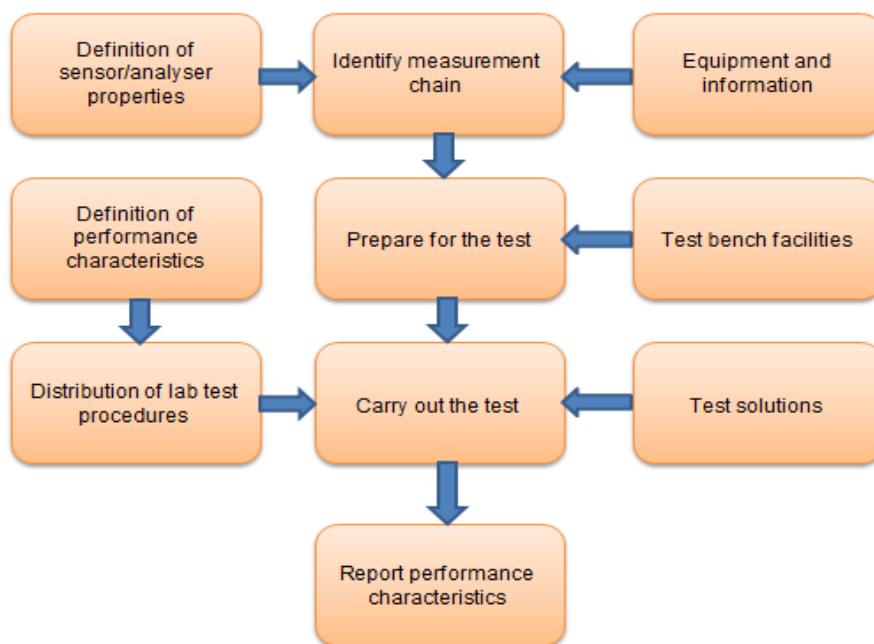 Definition of
sensor/analyser
properties
Identify measurement
chain
Equipment and
information
Definition of
performance
characteristics
Prepare for the test
Test bench facilities
Distribution of lab test
procedures
Carry out the test
Test solutions
Report performance
characteristics